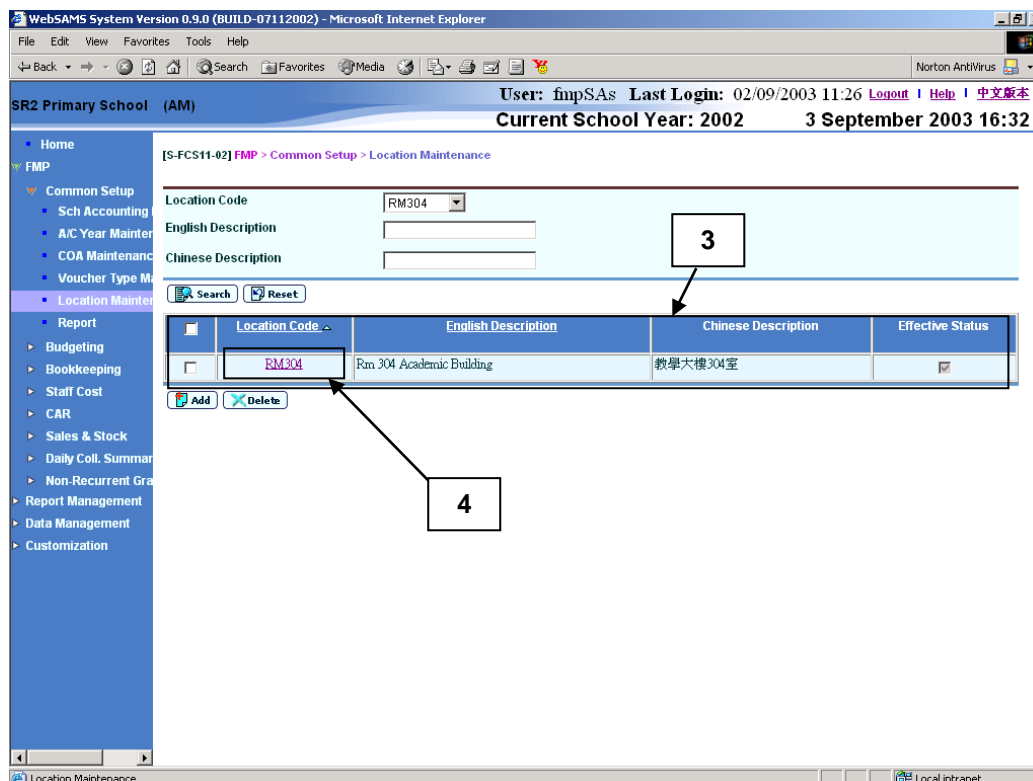 WebSAMS System Version 0.9.0 (BUILD-07112002) - Microsoft Internet Explorer
File Edit View Favorites Tools Help
Back Search Favorites Media Norton AntiVirus
SR2 Primary School (AM)
User: fmpSAs Last Login: 02/09/2003 11:26 Logout | Help | 中文版本
Current School Year: 2002 3 September 2003 16:32
Home
FMP
Common Setup
Sch Accounting
A/C Year Mainter
COA Maintenanc
Voucher Type Ma
Location Mainter
Report
Budgeting
Bookkeeping
Staff Cost
CAR
Sales & Stock
Daily Coll. Summar
Non-Recurrent Gra
Report Management
Data Management
Customization
[S-FCS11-02] FMP > Common Setup > Location Maintenance
Location Code RM304
English Description
Chinese Description
3
Search Reset
Location Code English Description Chinese Description Effective Status
RM304 Rm 304 Academic Building 教學大樓304室
Add Delete
4
Location Maintenance Local intranet